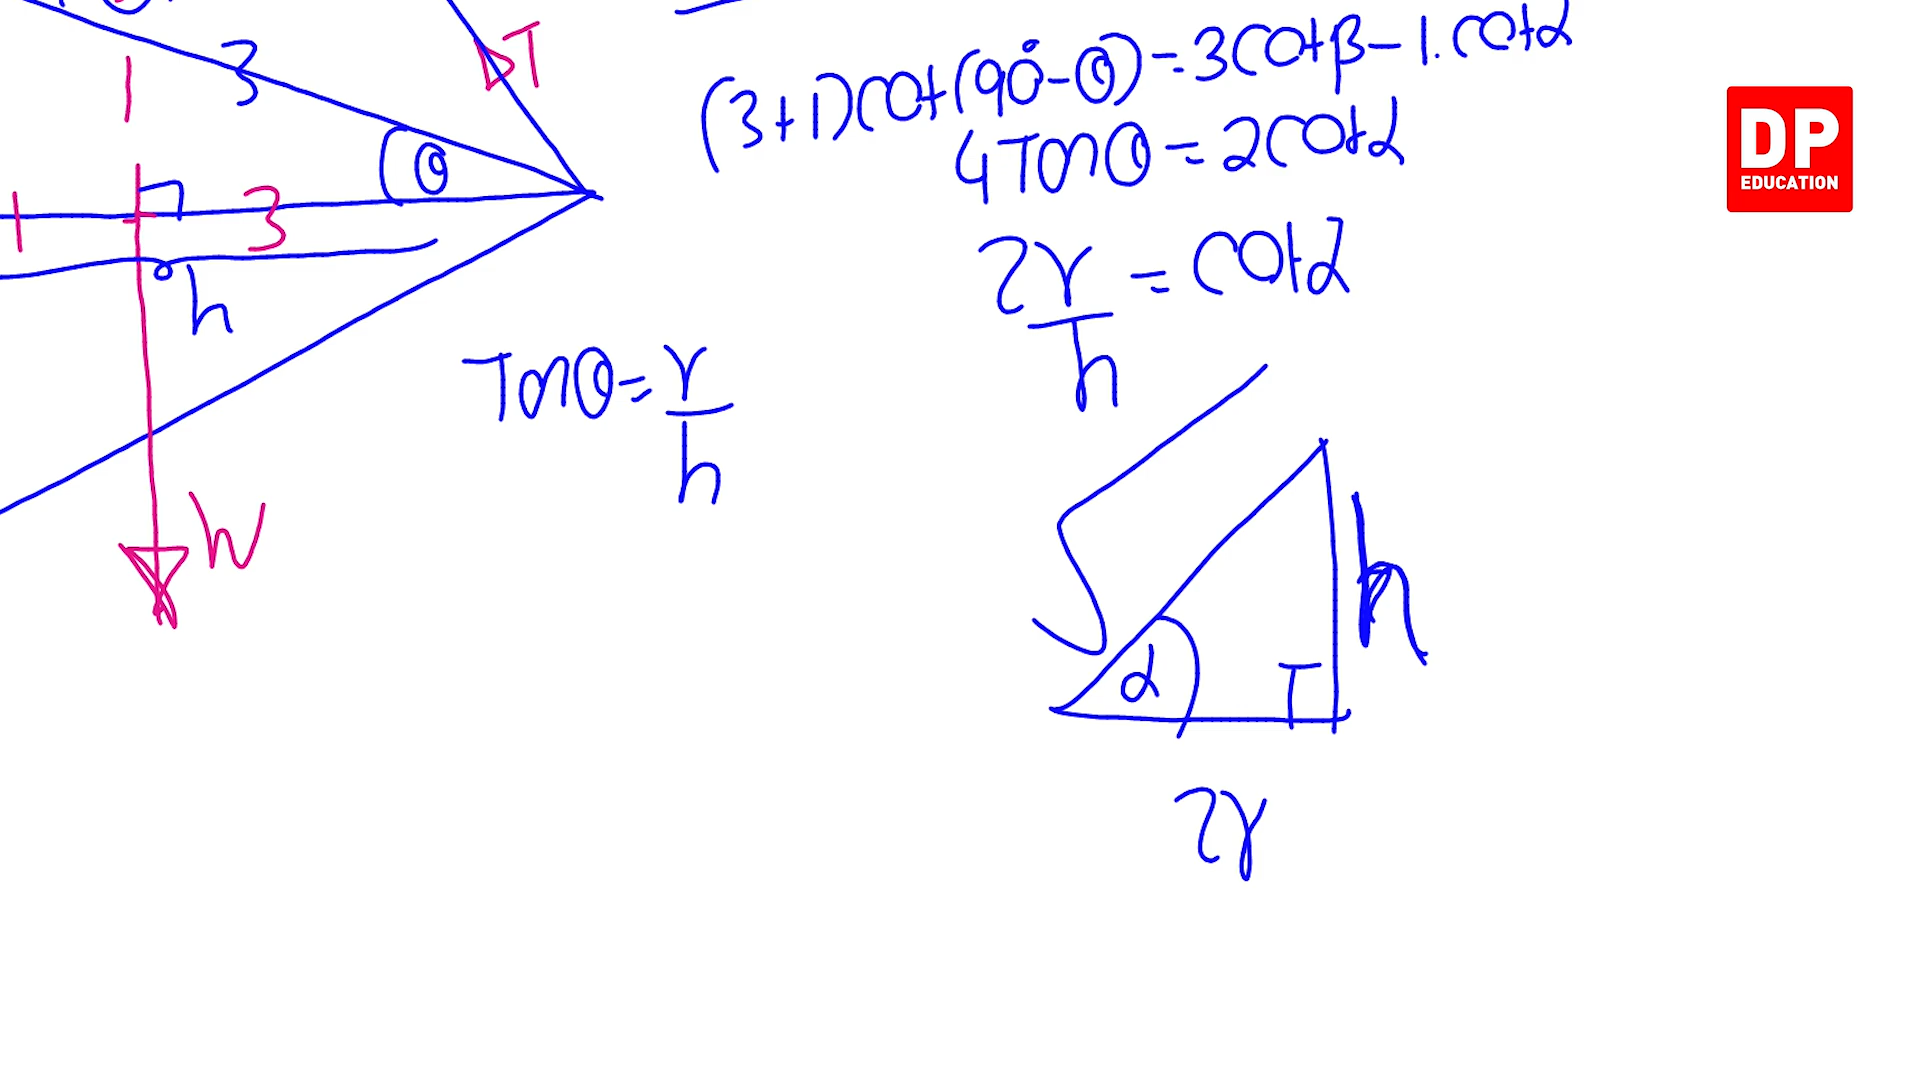 (3+1)cot(90°-θ)=3cotβ-1.cotα
4Tanθ=2cotα
2r/h=cotα
Tanθ=r/h
3
T
1
θ
1
3
h
W
h
α
2r
DP
EDUCATION